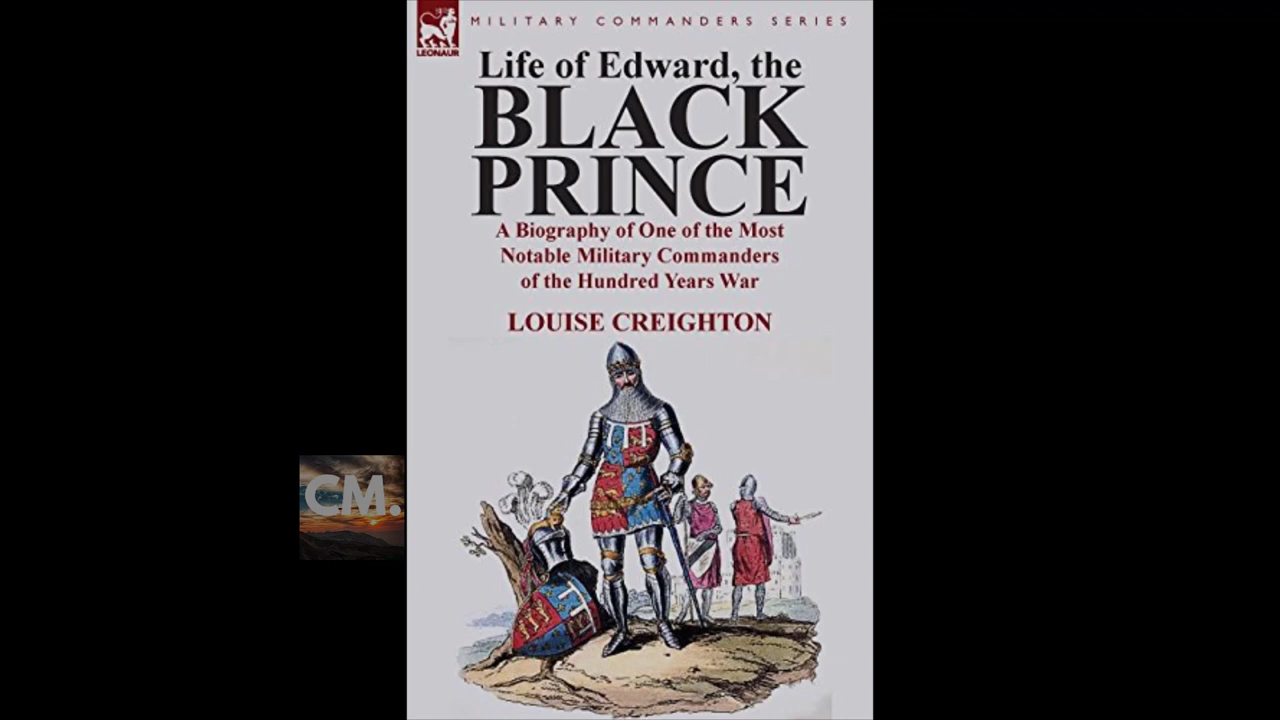 MILITARY COMMANDERS SERIES
LEONAUR
Life of Edward, the
BLACK
PRINCE
A Biography of One of the Most
Notable Military Commanders
of the Hundred Years War
LOUISE CREIGHTON
CM.